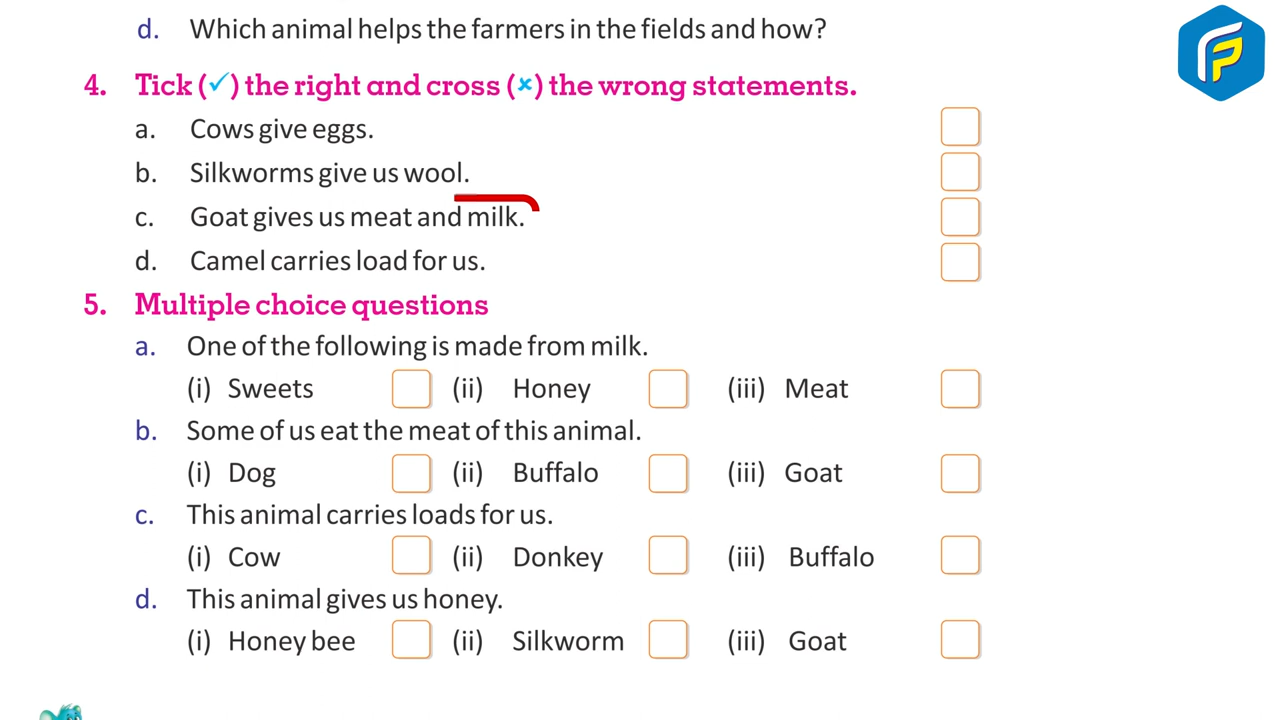 d. Which animal helps the farmers in the fields and how?
4. Tick (✓) the right and cross (×) the wrong statements.
a. Cows give eggs.
b. Silkworms give us wool.
c. Goat gives us meat and milk.
d. Camel carries load for us.
5. Multiple choice questions
a. One of the following is made from milk.
(i) Sweets (ii) Honey (iii) Meat
b. Some of us eat the meat of this animal.
(i) Dog (ii) Buffalo (iii) Goat
c. This animal carries loads for us.
(i) Cow (ii) Donkey (iii) Buffalo
d. This animal gives us honey.
(i) Honey bee (ii) Silkworm (iii) Goat